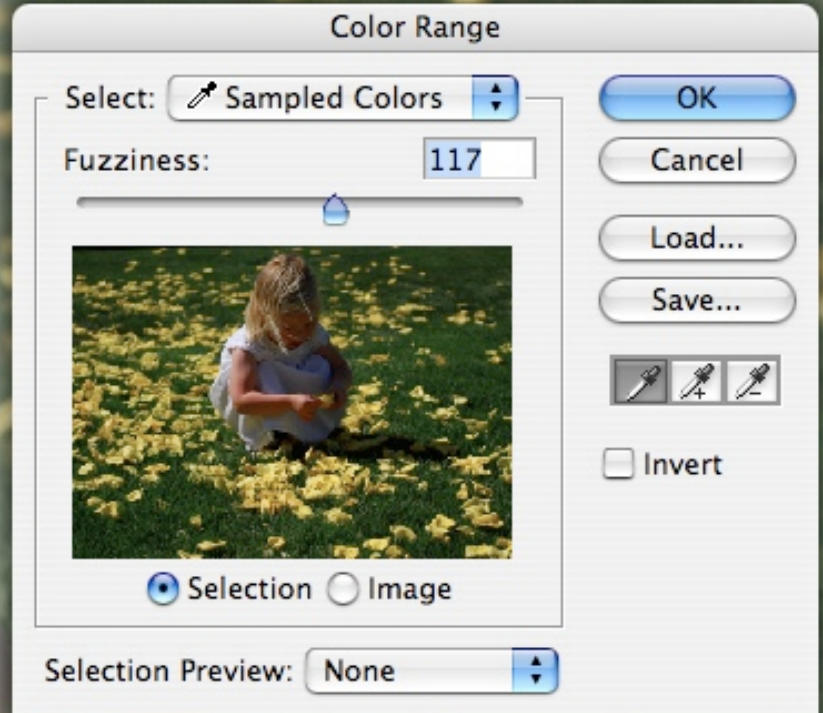 Color Range
Select: Sampled Colors
OK
Fuzziness: 117
Cancel
Load...
Save...
Invert
Selection Image
Selection Preview: None